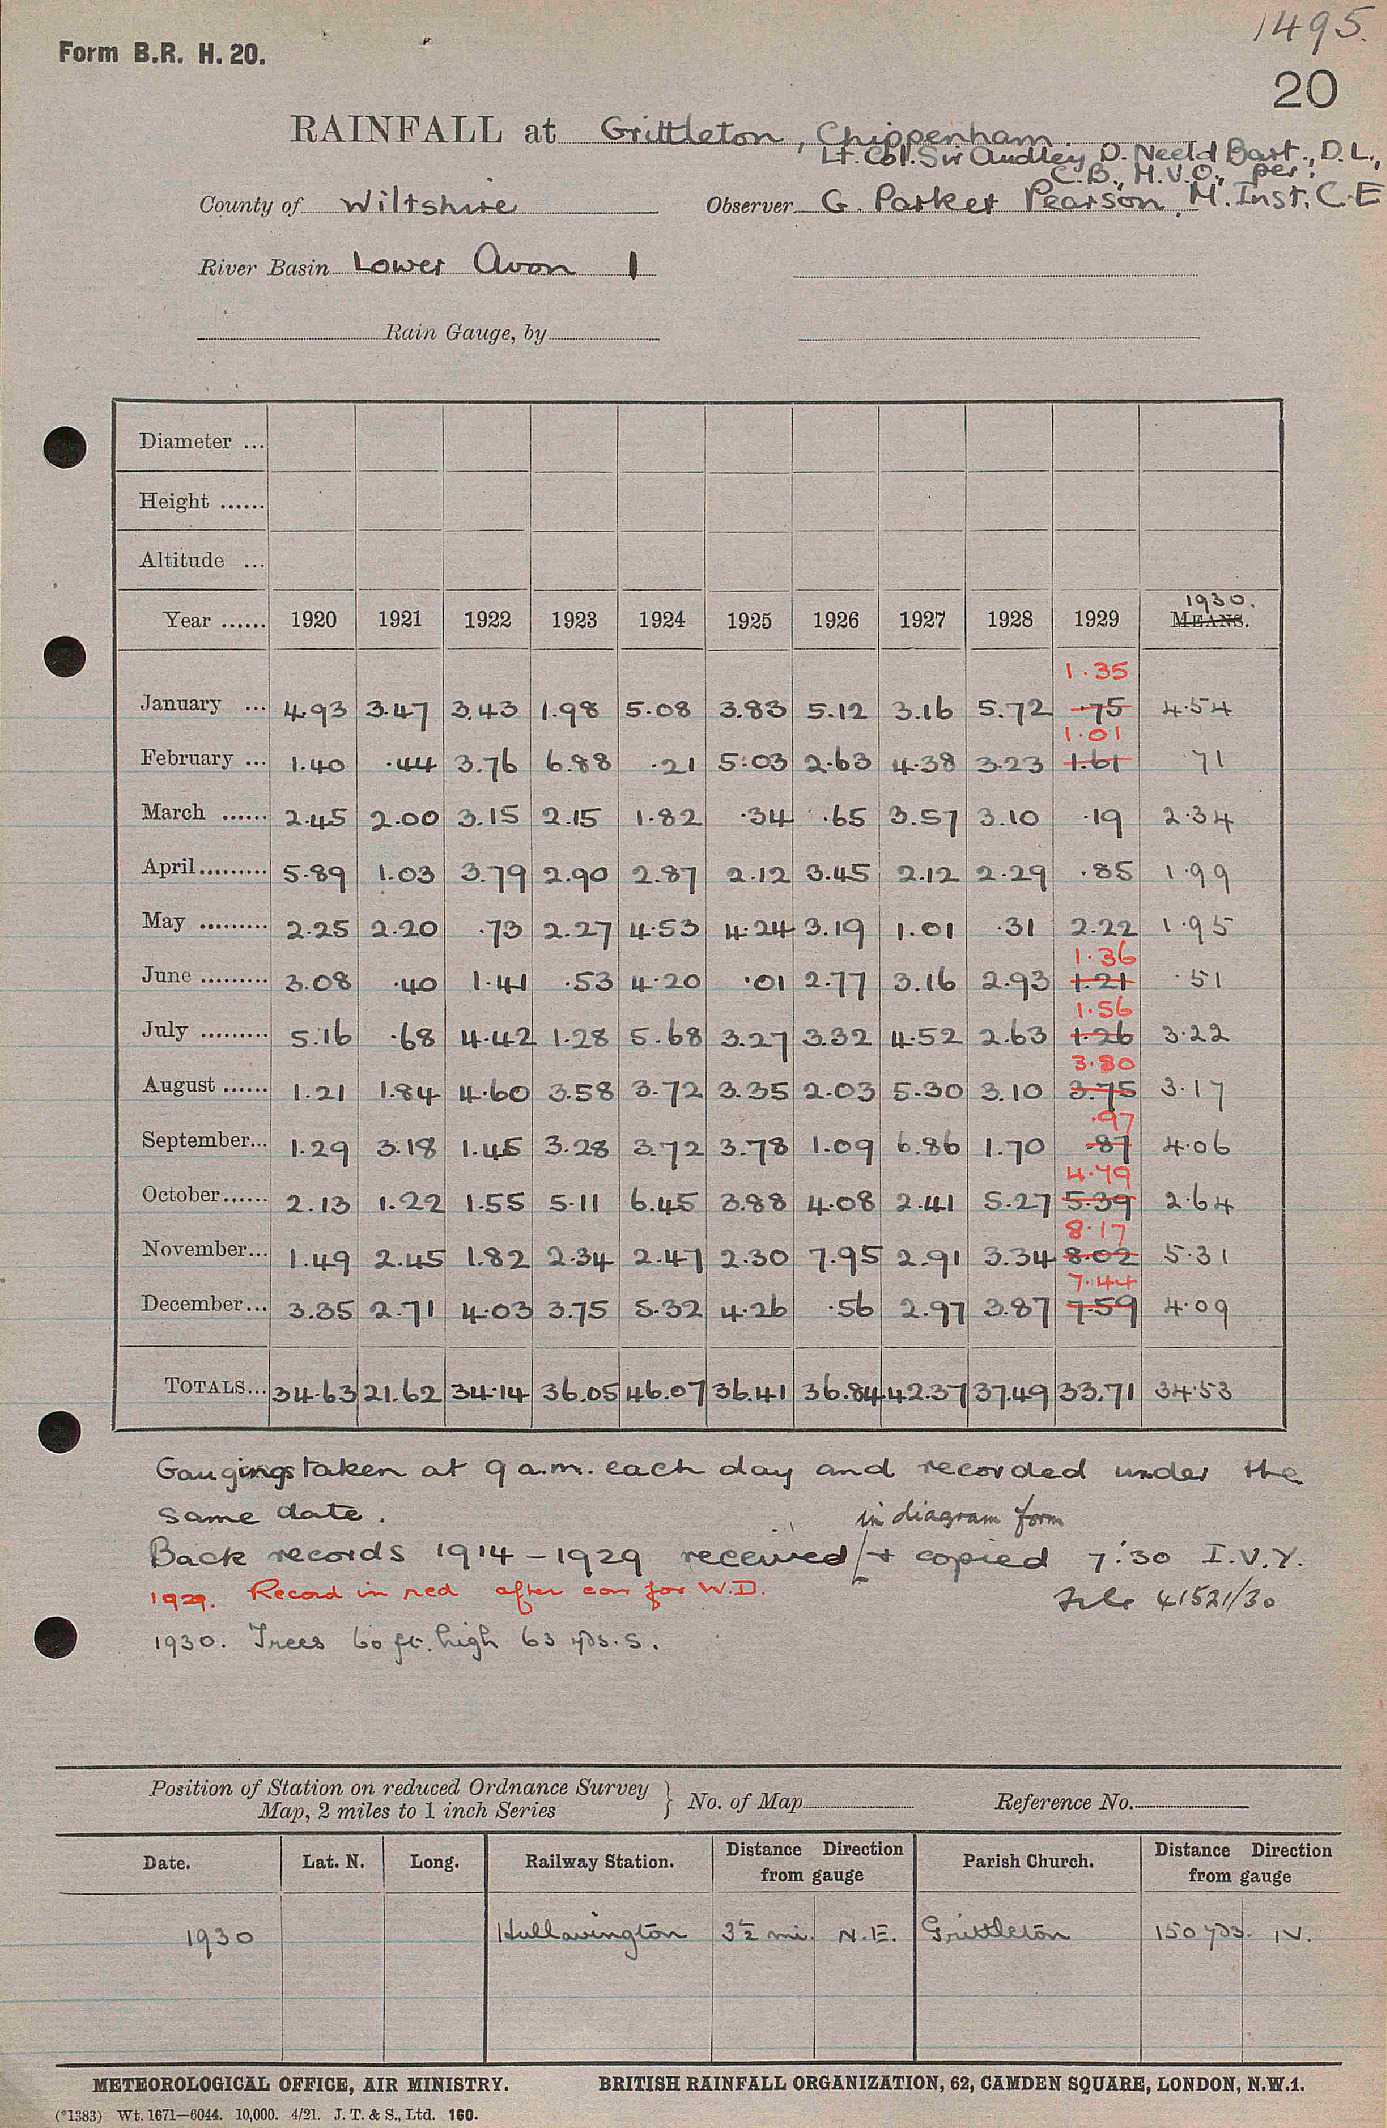 1495.
Form B.R. H. 20.
20
RAINFALL at Grittleton, Chippenham.
Lt. Col. Sir Audley D. Neeld Bart., D.L.,
C.B., M.V.O., per:
County of Wiltshire Observer G. Parker Pearson, M. Inst. C.E
River Basin Lower Avon 1
Rain Gauge, by
Diameter ...
Height ......
Altitude ...
1930.
Year ...... 1920 1921 1922 1923 1924 1925 1926 1927 1928 1929 MEANS.
1.35
January ... 4.93 3.47 3.43 1.98 5.08 3.83 5.12 3.16 5.72 .75 4.54
1.01
February ... 1.40 .44 3.76 6.88 .21 5.03 2.63 4.38 3.23 1.61 71
March ...... 2.45 2.00 3.15 2.15 1.82 .34 .65 3.57 3.10 .19 2.34
April ......... 5.89 1.03 3.79 2.90 2.87 2.12 3.45 2.12 2.29 .85 1.99
May ......... 2.25 2.20 .73 2.27 4.53 4.24 3.19 1.01 .31 2.22 1.95
1.36
June ......... 3.08 .40 1.41 .53 4.20 .01 2.77 3.16 2.93 1.21 .51
1.56
July ......... 5.16 .68 4.42 1.28 5.68 3.27 3.32 4.52 2.63 1.26 3.22
3.80
August ...... 1.21 1.84 4.60 3.58 3.72 3.35 2.03 5.30 3.10 3.75 3.17
.97
September... 1.29 3.18 1.45 3.28 3.72 3.78 1.09 6.86 1.70 .87 4.06
4.79
October...... 2.13 1.22 1.55 5.11 6.45 3.88 4.08 2.41 5.27 5.39 2.64
8.17
November... 1.49 2.45 1.82 2.34 2.47 2.30 7.95 2.91 3.34 8.02 5.31
7.44
December... 3.35 2.71 4.03 3.75 5.32 4.26 .56 2.97 3.87 7.59 4.09
TOTALS... 34.63 21.62 34.14 36.05 46.07 36.41 36.84 42.37 37.49 33.71 34.53
Gaugings taken at 9 a.m. each day and recorded under the
same date.
in diagram form
Back records 1914 - 1929 received + copied 7.'30 I.V.Y.
1929. Record in red after corr for W.D.
File 41521/30
1930. Trees 60 ft. high 63 yds. S.
Position of Station on reduced Ordnance Survey
Map, 2 miles to 1 inch Series } No. of Map Reference No.
Date. Lat. N. Long. Railway Station. Distance Direction from gauge Parish Church. Distance Direction from gauge
1930 Hullavington 3½ mi. N.E. Grittleton 150 yds. N.
METEOROLOGICAL OFFICE, AIR MINISTRY. BRITISH RAINFALL ORGANIZATION, 62, CAMDEN SQUARE, LONDON, N.W.1.
(*1383) Wt. 1671—6044. 10,000. 4/21. J. T. & S., Ltd. 160.